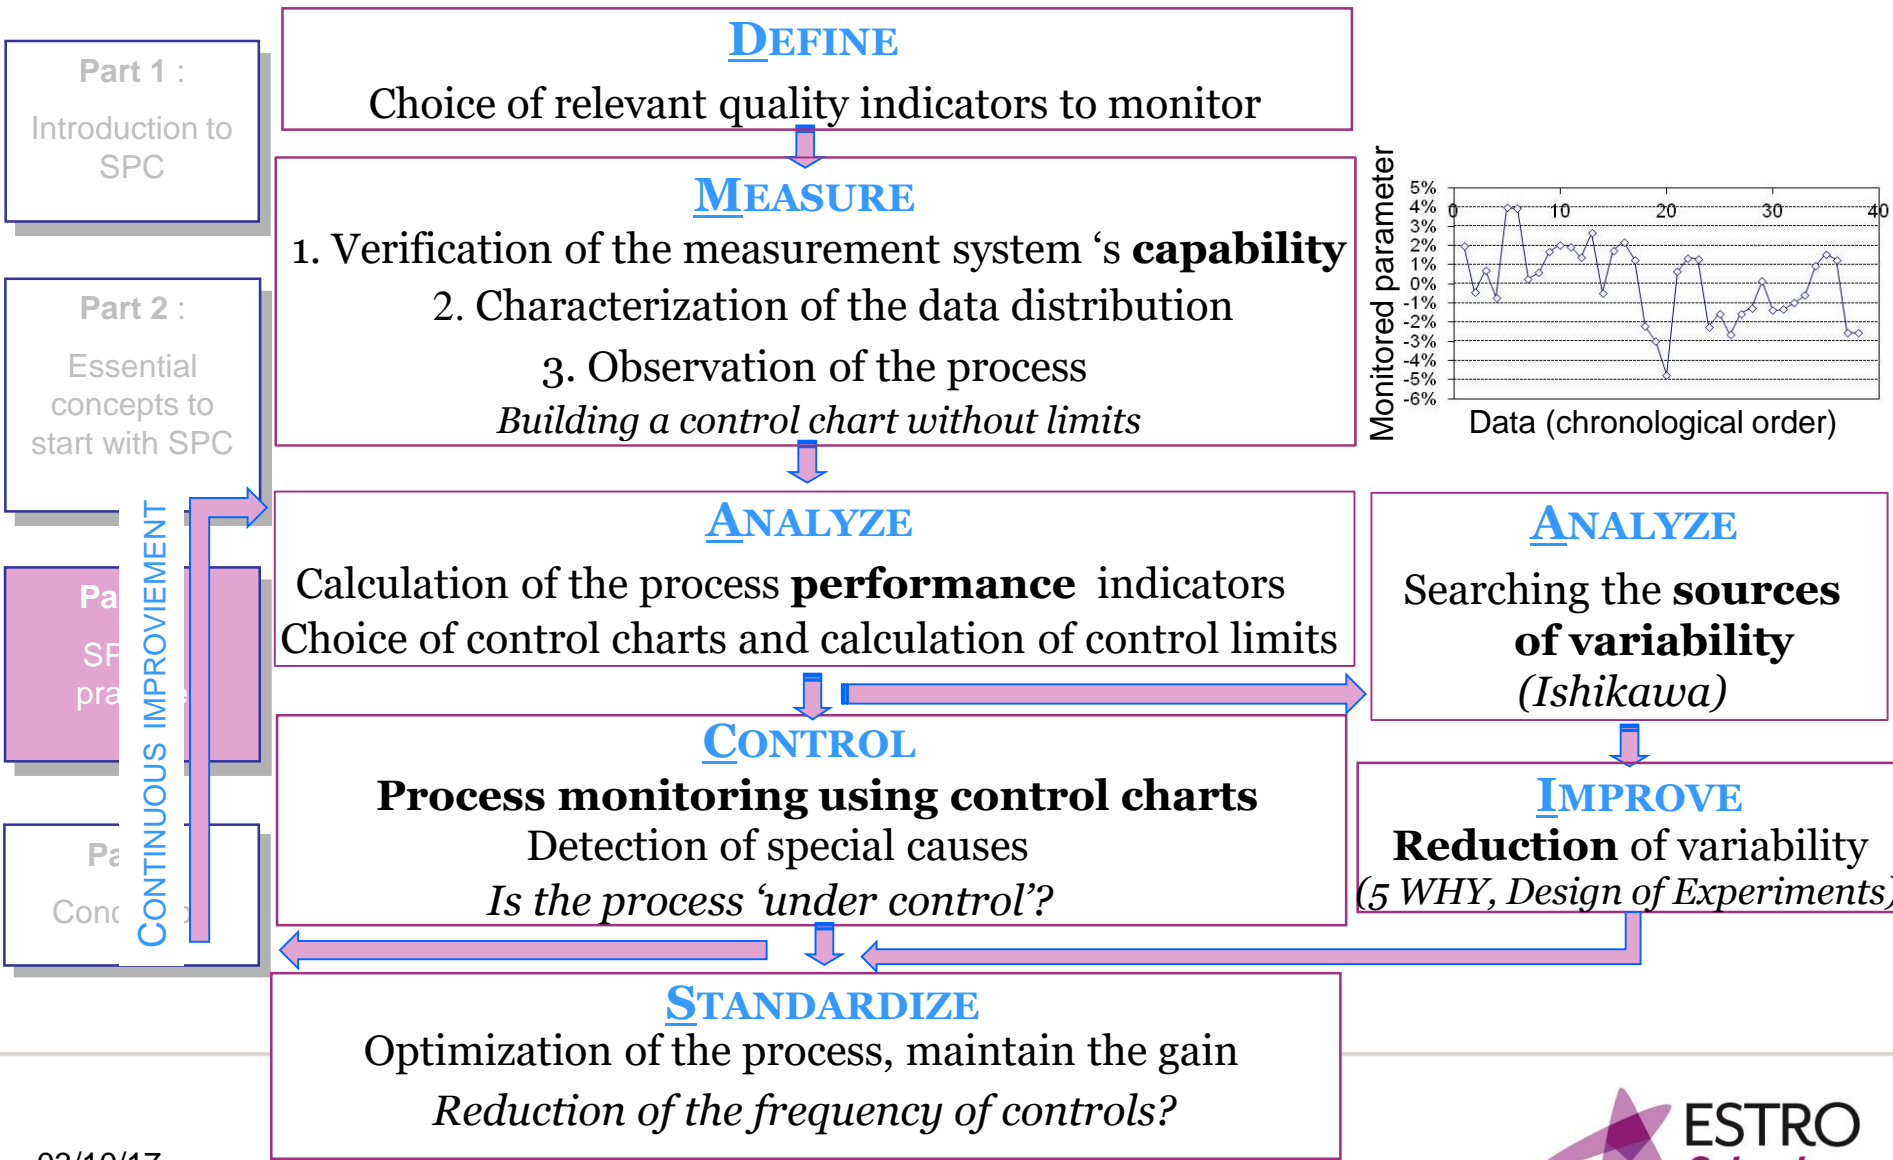 Part 1 :
Introduction to
SPC
Part 2 :
Essential
concepts to
start with SPC
Pa
SP
pra e
Pa
Conc
CONTINUOUS IMPROVIEMENT
DEFINE
Choice of relevant quality indicators to monitor
MEASURE
1. Verification of the measurement system ‘s capability
2. Characterization of the data distribution
3. Observation of the process
Building a control chart without limits
Monitored parameter
5%
4%
3%
2%
1%
0%
-1%
-2%
-3%
-4%
-5%
-6%
0 10 20 30 40
Data (chronological order)
ANALYZE
Calculation of the process performance indicators
Choice of control charts and calculation of control limits
ANALYZE
Searching the sources
of variability
(Ishikawa)
CONTROL
Process monitoring using control charts
Detection of special causes
Is the process ‘under control’?
IMPROVE
Reduction of variability
(5 WHY, Design of Experiments)
STANDARDIZE
Optimization of the process, maintain the gain
Reduction of the frequency of controls?
ESTRO